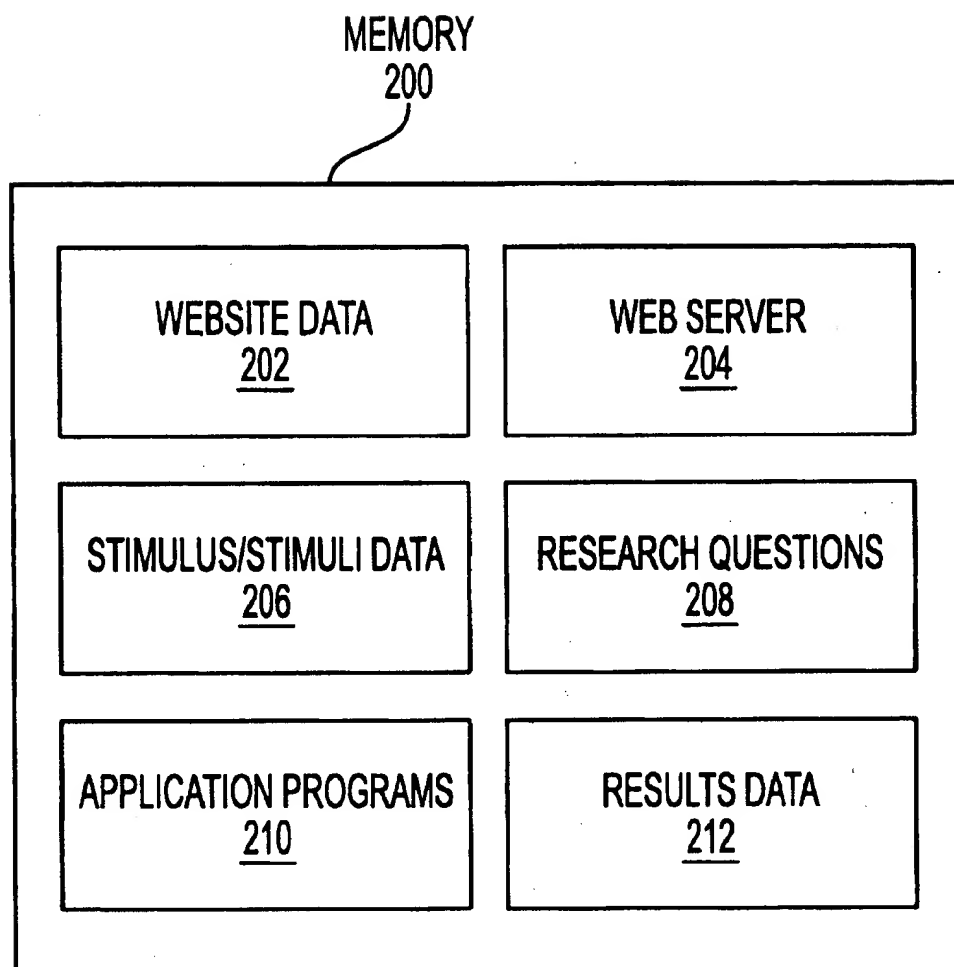 MEMORY
200
WEBSITE DATA
202
WEB SERVER
204
STIMULUS/STIMULI DATA
206
RESEARCH QUESTIONS
208
APPLICATION PROGRAMS
210
RESULTS DATA
212